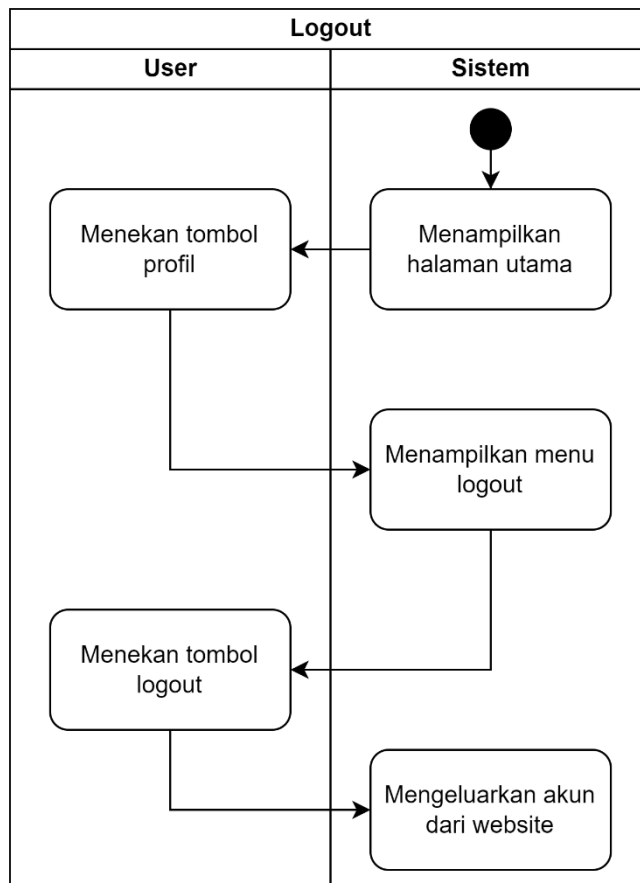 Logout
User
Sistem
Menekan tombol
profil
Menampilkan
halaman utama
Menampilkan menu
logout
Menekan tombol
logout
Mengeluarkan akun
dari website